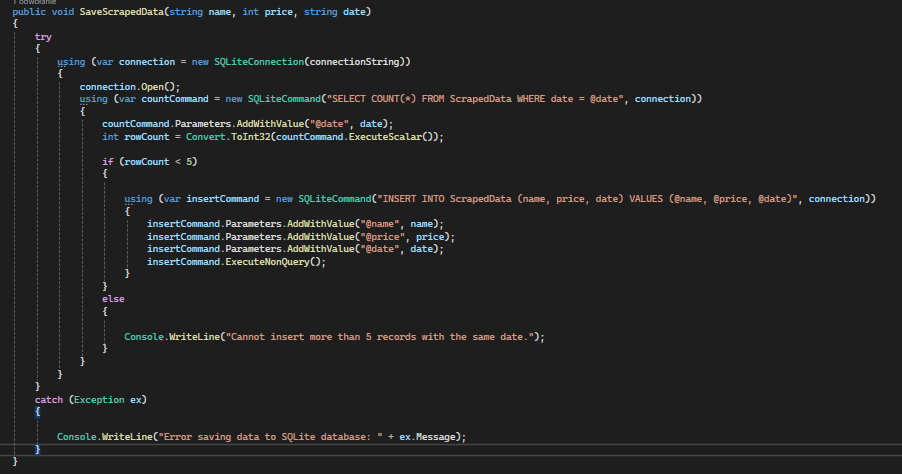 1 odwołanie
public void SaveScrapedData(string name, int price, string date)
{
try
{
using (var connection = new SQLiteConnection(connectionString))
{
connection.Open();
using (var countCommand = new SQLiteCommand("SELECT COUNT(*) FROM ScrapedData WHERE date = @date", connection))
{
countCommand.Parameters.AddWithValue("@date", date);
int rowCount = Convert.ToInt32(countCommand.ExecuteScalar());
if (rowCount < 5)
{
using (var insertCommand = new SQLiteCommand("INSERT INTO ScrapedData (name, price, date) VALUES (@name, @price, @date)", connection))
{
insertCommand.Parameters.AddWithValue("@name", name);
insertCommand.Parameters.AddWithValue("@price", price);
insertCommand.Parameters.AddWithValue("@date", date);
insertCommand.ExecuteNonQuery();
}
}
else
{
Console.WriteLine("Cannot insert more than 5 records with the same date.");
}
}
}
}
catch (Exception ex)
{
Console.WriteLine("Error saving data to SQLite database: " + ex.Message);
}
}